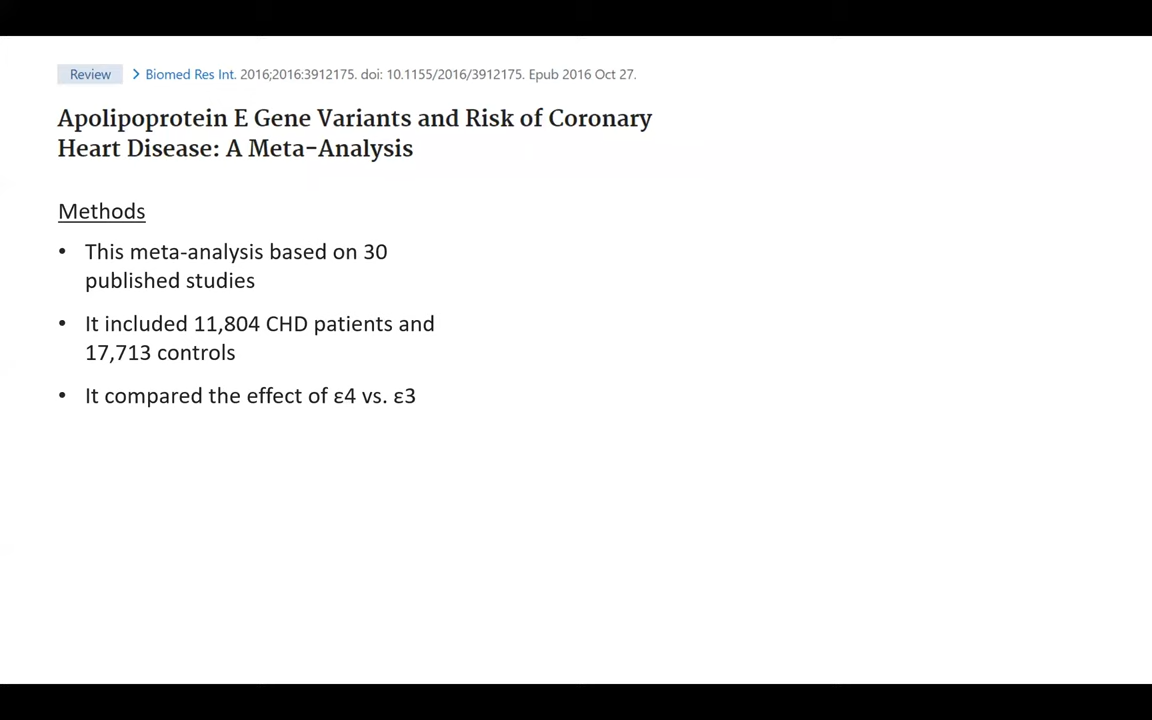 Review > Biomed Res Int. 2016;2016:3912175. doi: 10.1155/2016/3912175. Epub 2016 Oct 27.
Apolipoprotein E Gene Variants and Risk of Coronary
Heart Disease: A Meta-Analysis
Methods
• This meta-analysis based on 30
published studies
• It included 11,804 CHD patients and
17,713 controls
• It compared the effect of ε4 vs. ε3